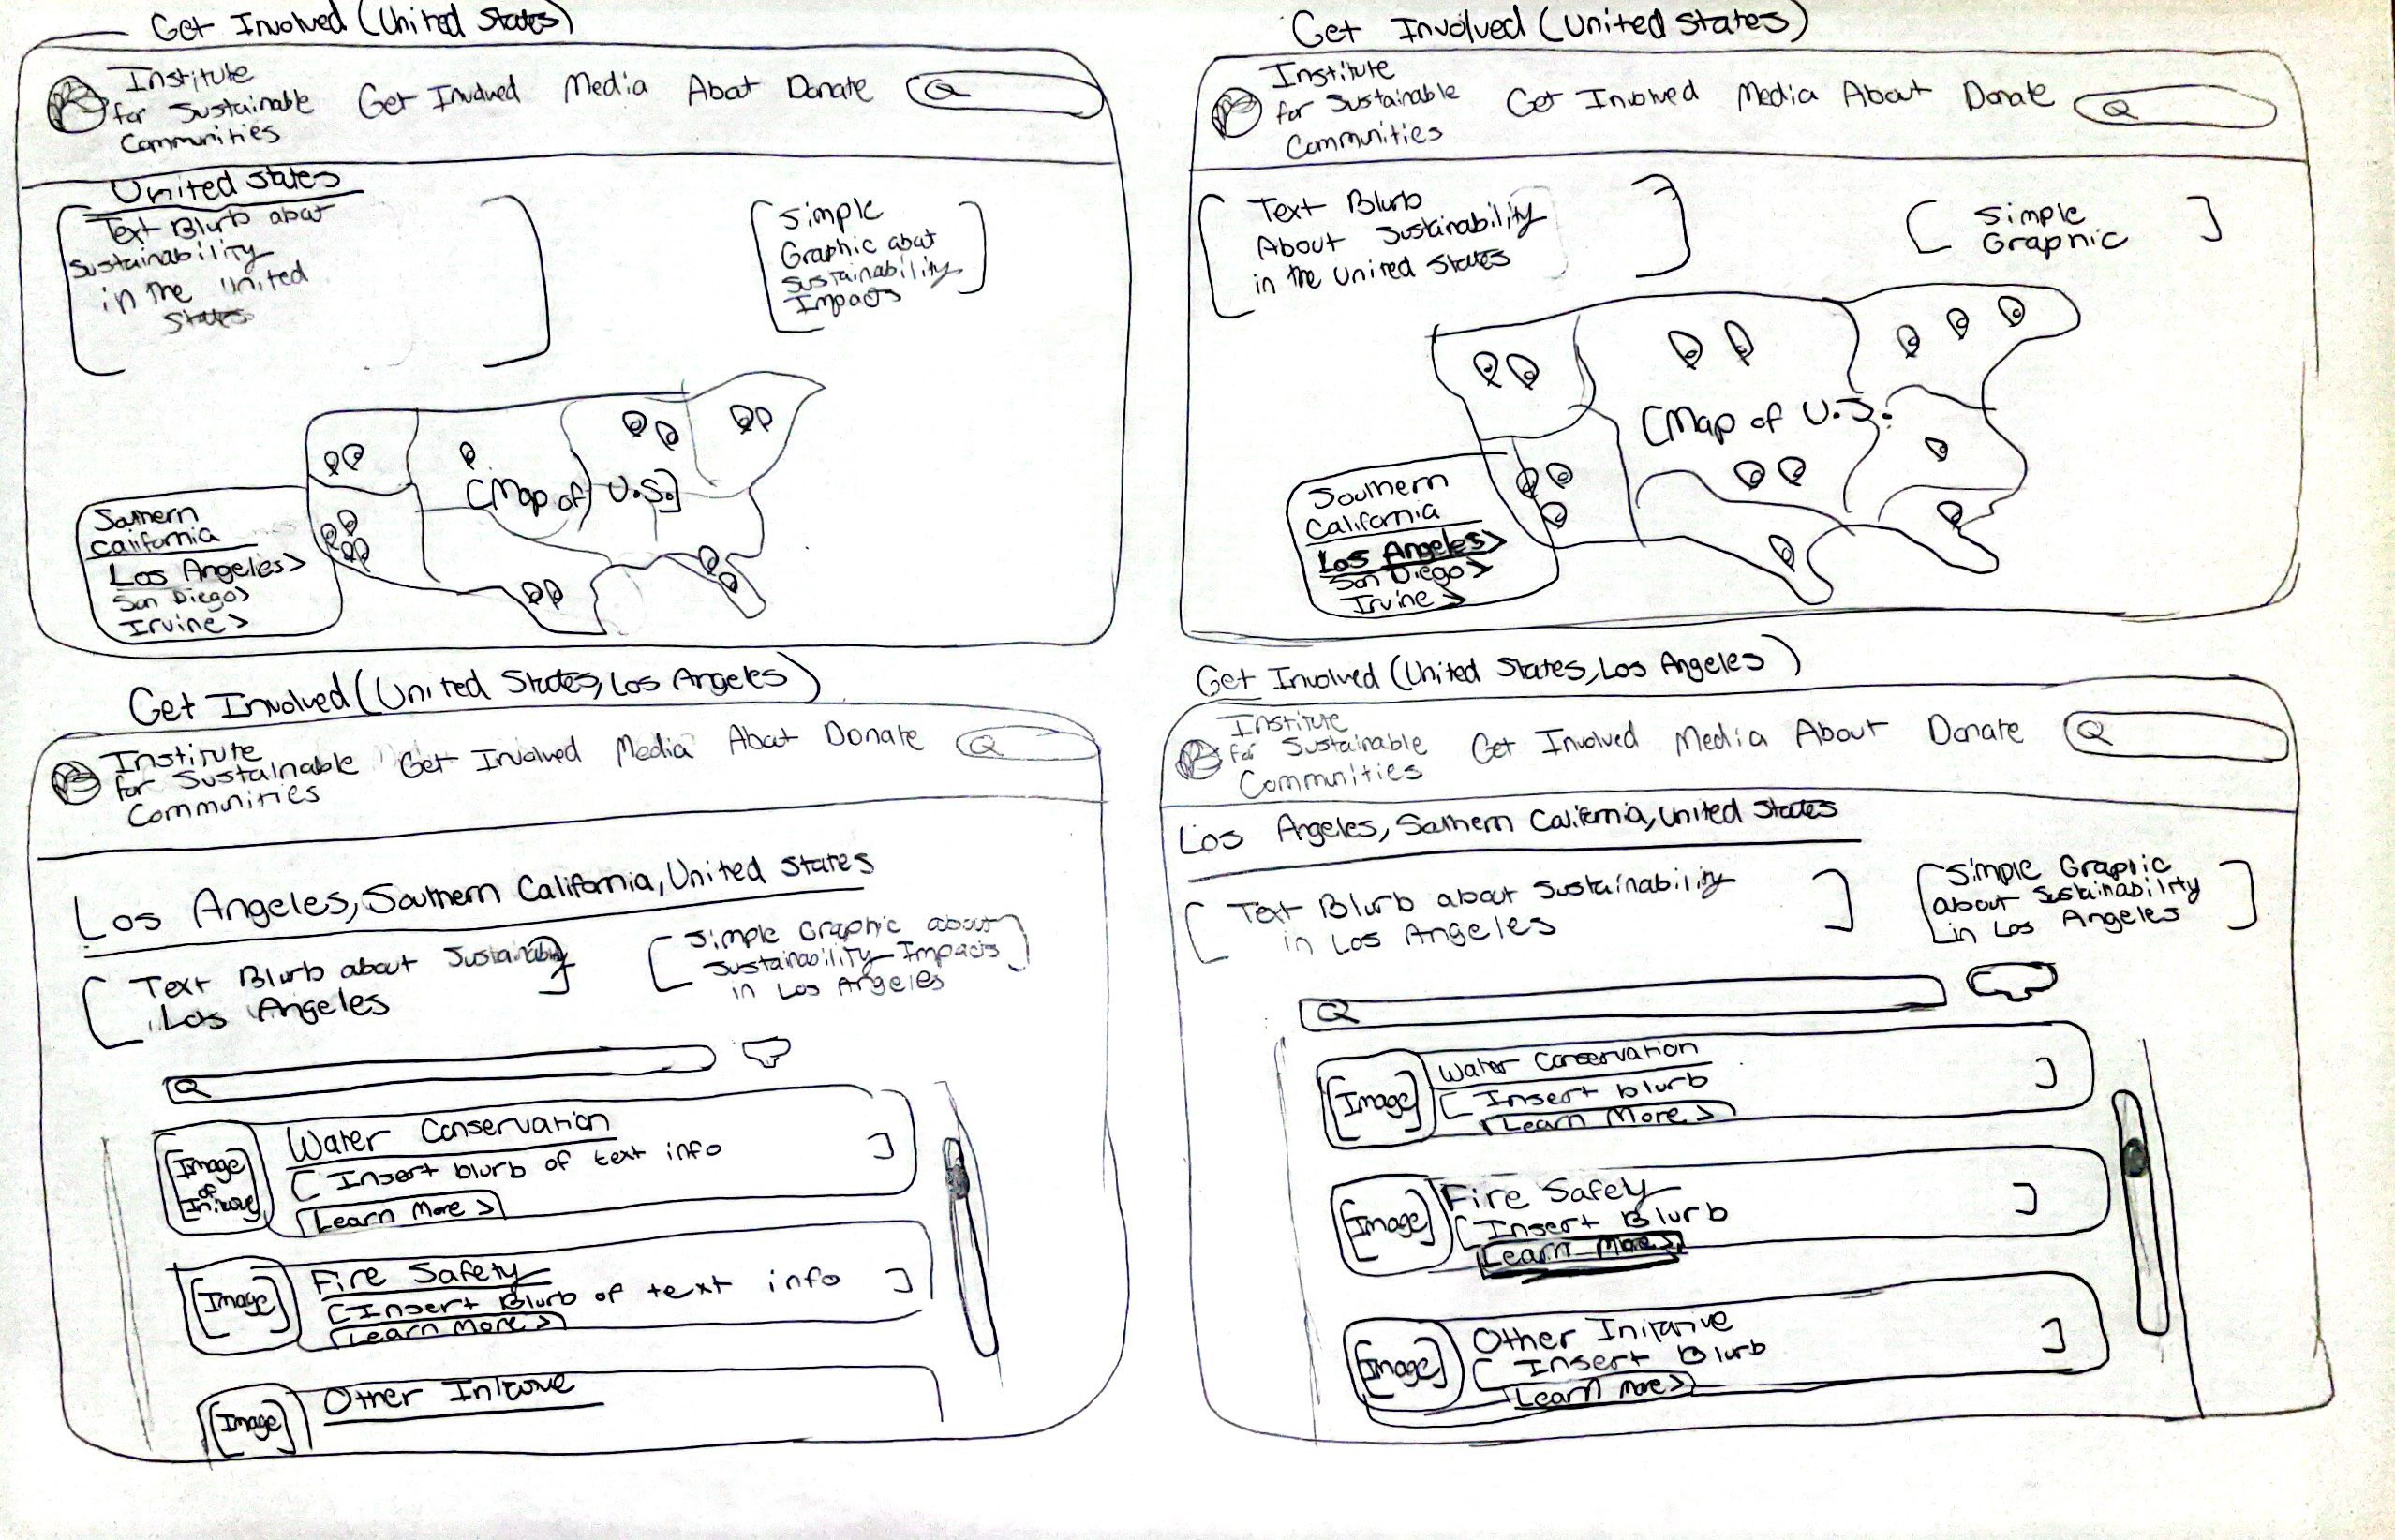 Get Involved (United States)
Institute
for Sustainable
Communities
Get Involved Media About Donate
United States
[Text Blurb about
Sustainability
in the United
States]
[Simple
Graphic about
Sustainability
Impacts]
[Map of U.S.]
Southern
California
Los Angeles >
San Diego >
Irvine >
Get Involved (United States)
Institute
for Sustainable
Communities
Get Involved Media About Donate
[Text Blurb
About Sustainability
in the United States]
[Simple
Graphic]
[Map of U.S.
Southern
California
Los Angeles >
San Diego >
Irvine >
Get Involved (United States, Los Angeles)
Institute
for Sustainable
Communities
Get Involved Media About Donate
Los Angeles, Southern California, United States
[Text Blurb about Sustainability]
in Los Angeles
[Simple Graphic about
Sustainability Impacts]
in Los Angeles
[Image
of
Water Conservation
[Insert blurb of text info]
Learn More >
[Image]
Fire Safety
[Insert Blurb of text info]
Learn More >
[Image]
Other
Get Involved (United States, Los Angeles)
Institute
for Sustainable
Communities
Get Involved Media About Donate
Los Angeles, Southern California, United States
[Text Blurb about Sustainability
in Los Angeles]
[Simple Graphic
about Sustainability
in Los Angeles]
[Image]
Water Conservation
[Insert blurb]
Learn More >
[Image]
Fire Safety
[Insert Blurb]
Learn More >
[Image]
Other Initative
[Insert Blurb]
Learn More >